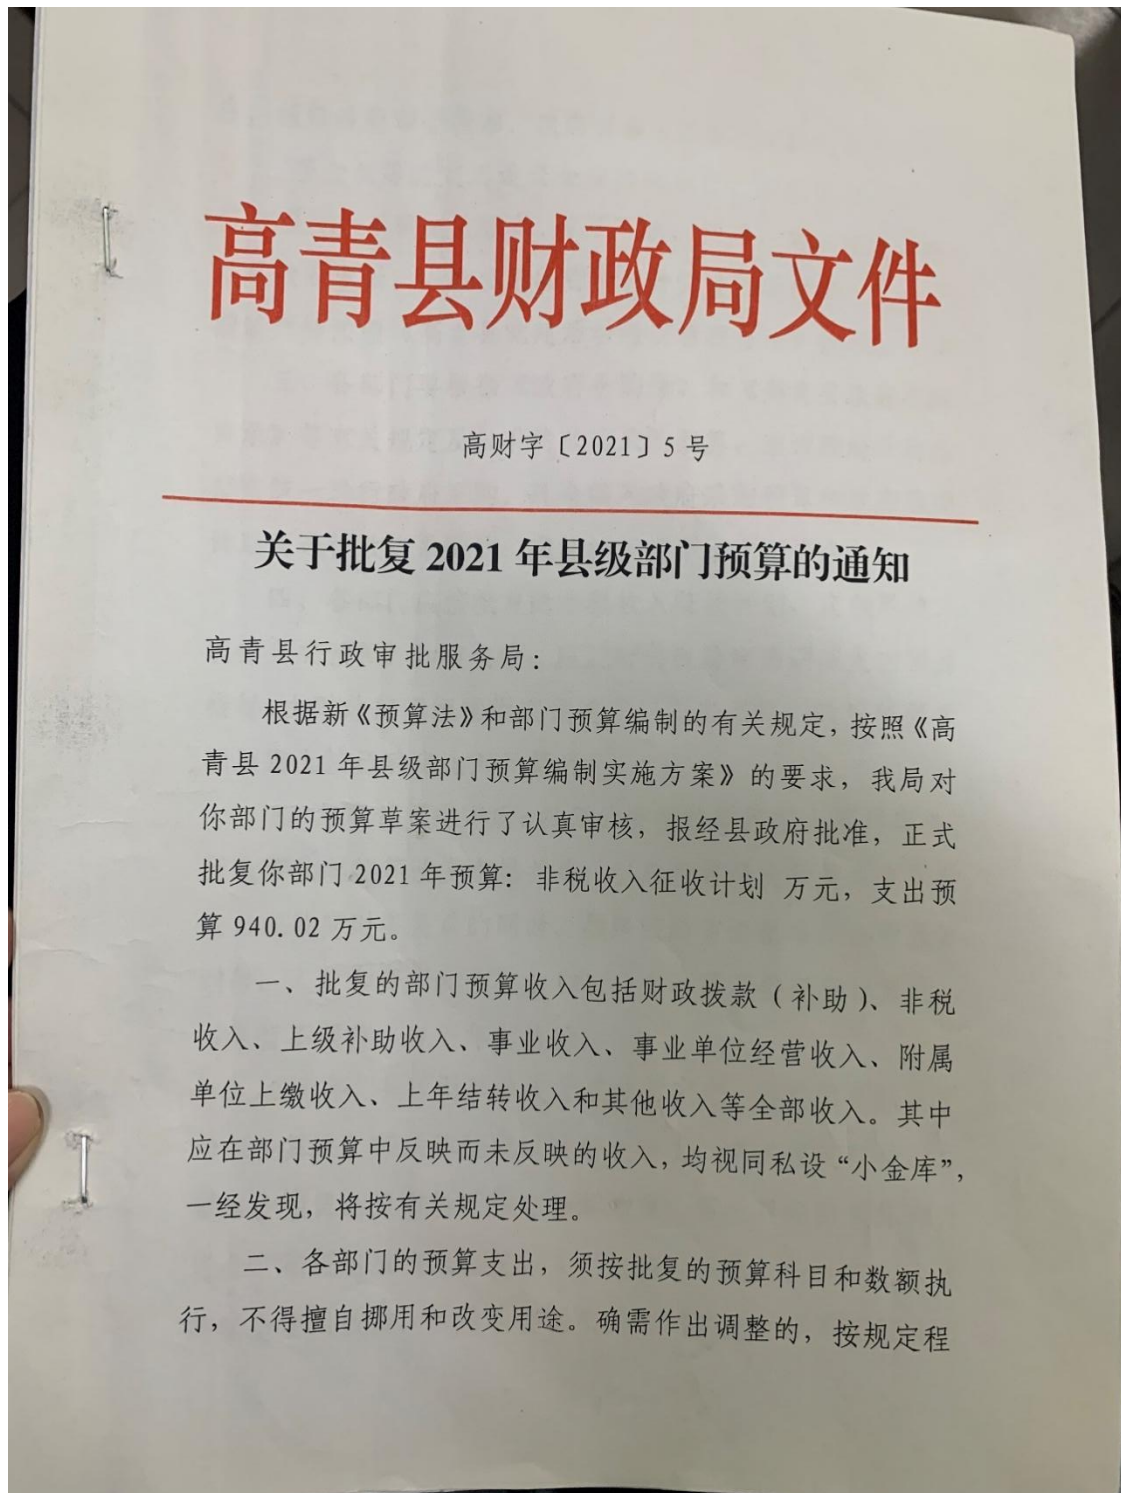 高青县财政局文件
高财字〔2021〕5号
关于批复2021年县级部门预算的通知
高青县行政审批服务局：
根据新《预算法》和部门预算编制的有关规定，按照《高
青县2021年县级部门预算编制实施方案》的要求，我局对
你部门的预算草案进行了认真审核，报经县政府批准，正式
批复你部门2021年预算：非税收入征收计划 万元，支出预
算940.02万元。
一、批复的部门预算收入包括财政拨款（补助）、非税
收入、上级补助收入、事业收入、事业单位经营收入、附属
单位上缴收入、上年结转收入和其他收入等全部收入。其中
应在部门预算中反映而未反映的收入，均视同私设“小金库”，
一经发现，将按有关规定处理。
二、各部门的预算支出，须按批复的预算科目和数额执
行，不得擅自挪用和改变用途。确需作出调整的，按规定程